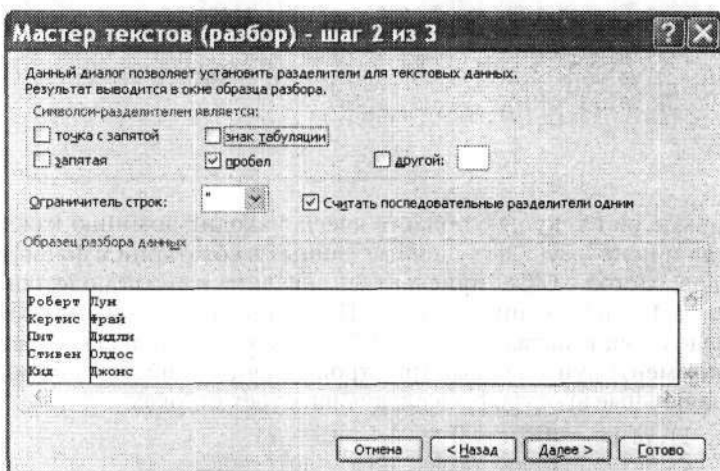 Мастер текстов (разбор) - шаг 2 из 3
Данный диалог позволяет установить разделители для текстовых данных.
Результат выводится в окне образца разбора.
Символом-разделителем является:
точка с запятой знак табуляции
запятая пробел другой:
Ограничитель строк: " Считать последовательные разделители одним
Образец разбора данных
Роберт Лун
Кертис Фрай
Пит Дидли
Стивен Олдос
Кид Джонс
Отмена < Назад Далее > Готово